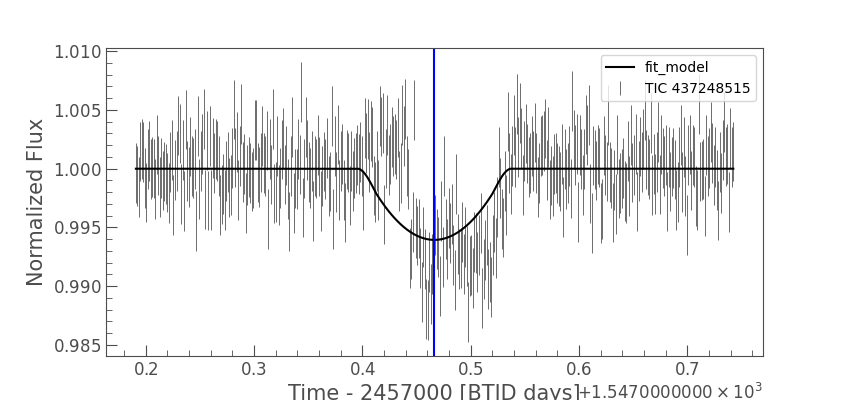 1.010
1.005
1.000
0.995
0.990
0.985
Normalized Flux
fit_model
TIC 437248515
0.2 0.3 0.4 0.5 0.6 0.7
Time - 2457000 [BTJD days]
+1.5470000000 × 10³